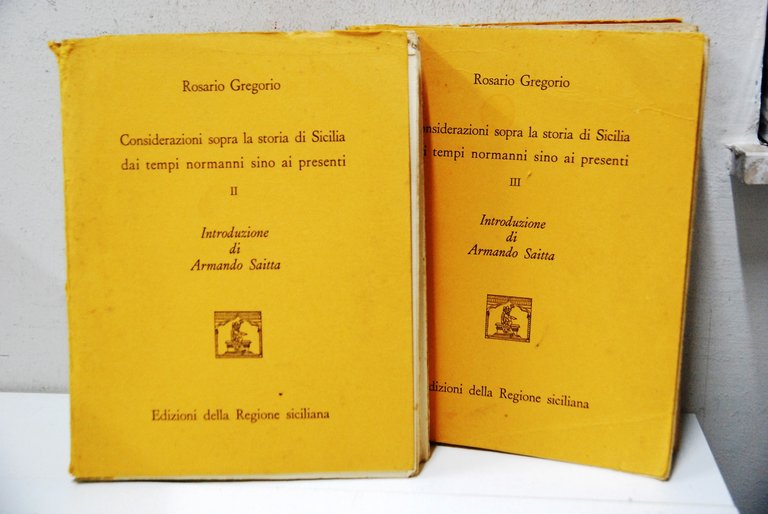 Rosario Gregorio
Considerazioni sopra la storia di Sicilia
dai tempi normanni sino ai presenti
II
Introduzione
di
Armando Saitta
Edizioni della Regione siciliana
Rosario Gregorio
nsiderazioni sopra la storia di Sicilia
i tempi normanni sino ai presenti
III
Introduzione
di
Armando Saitta
dizioni della Regione siciliana